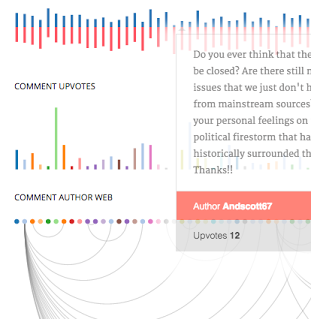 Do you ever think that the
be closed? Are there still
issues that we just don't
from mainstream sources
your personal feelings on
political firestorm that
historically surrounded
Thanks!!
COMMENT UPVOTES
COMMENT AUTHOR WEB
Author Andscott67
Upvotes 12